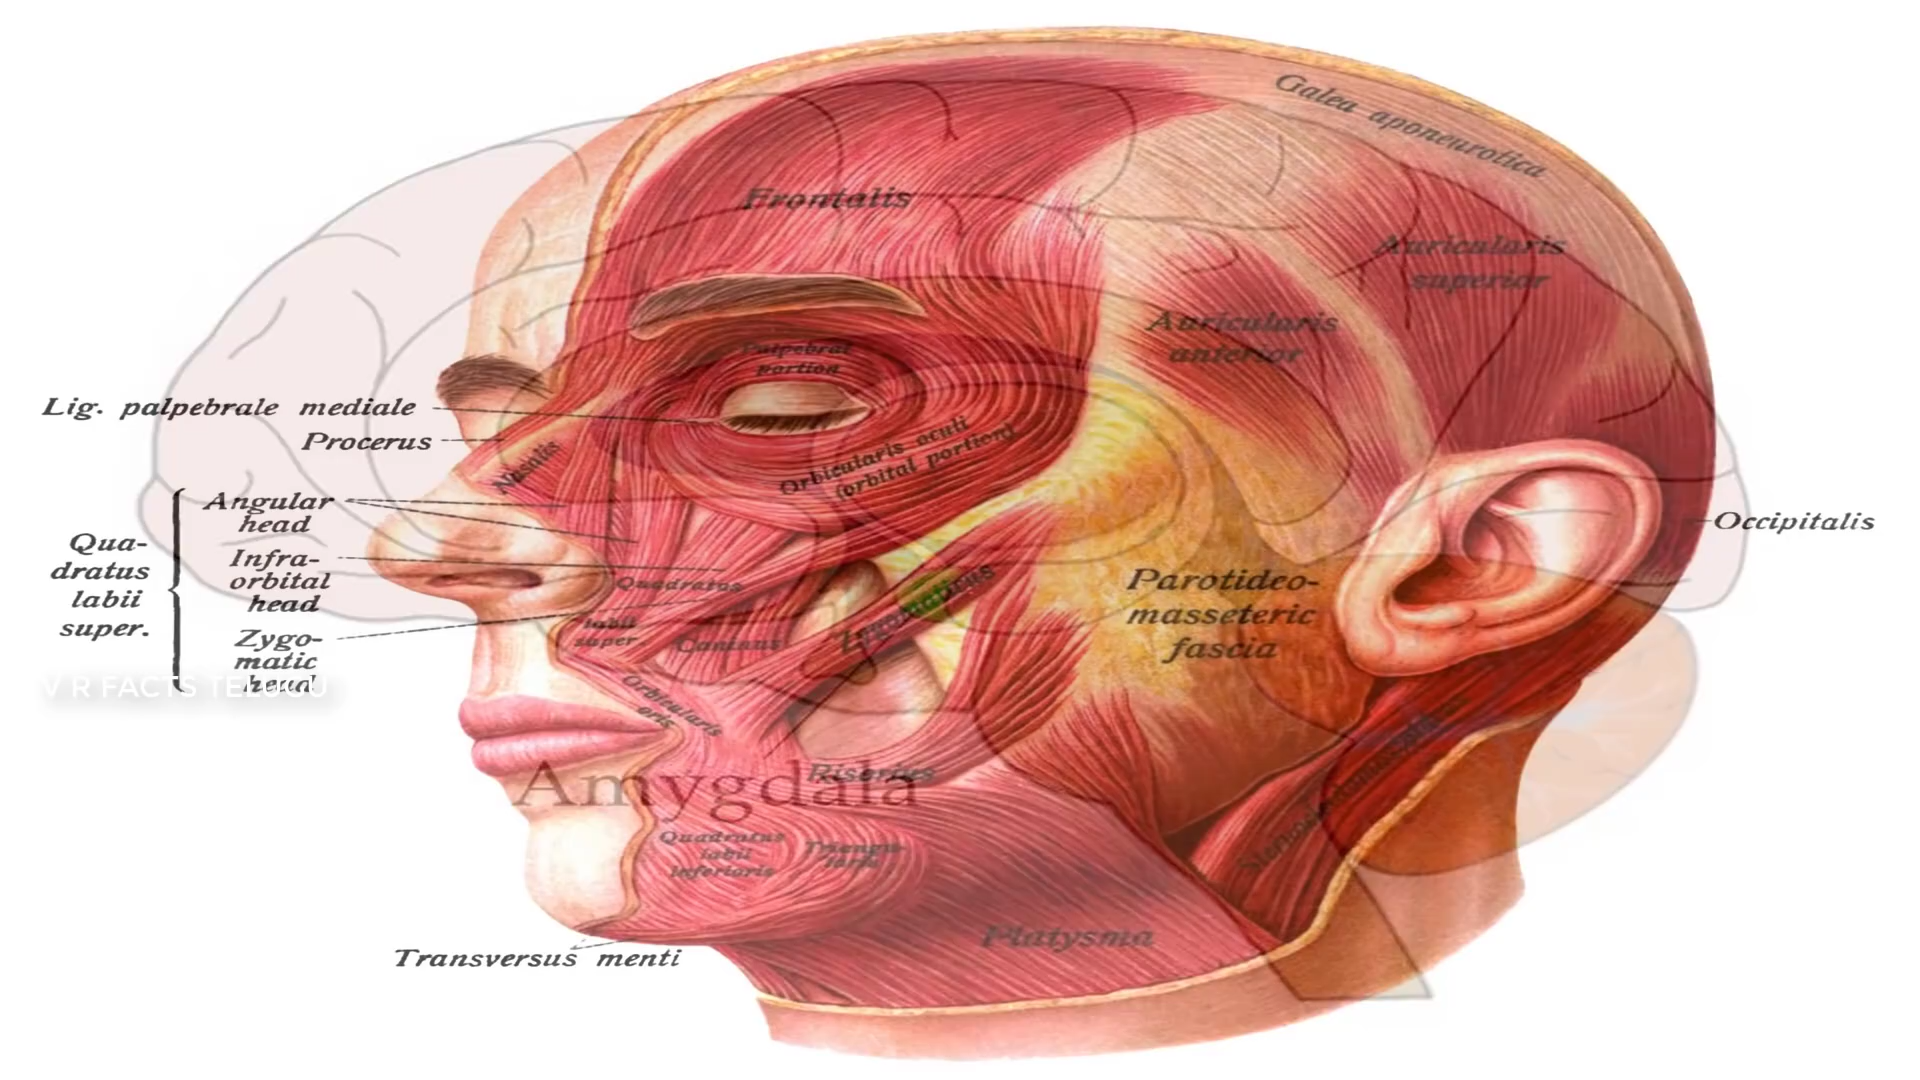 Galea aponeurotica
Frontalis
Auricularis
superior
Auricularis
anterior
Palpebral
portion
Lig. palpebrale mediale
Procerus
Nasalis
Orbicularis oculi
(orbital portion)
Angular
head
Qua-
dratus
labii
super.
Infra-
orbital
head
Zygo-
matic
head
Occipitalis
Quadratus
labii
super.
Caninus
Zygomaticus
Parotideo-
masseteric
fascia
V R FACTS TELUGU
Orbicularis
oris
Risorius
Amygdala
Quadratus
labii
inferioris
Triangu-
laris
Platysma
Transversus menti